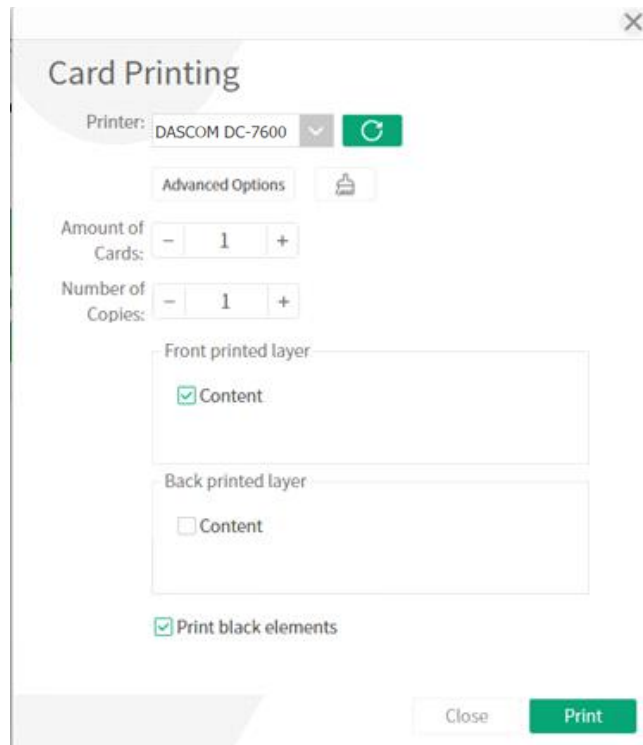 Card Printing
Printer:
DASCOM DC-7600
Advanced Options
Amount of
Cards:
− 1 +
Number of
Copies:
− 1 +
Front printed layer
Content
Back printed layer
Content
Print black elements
Close
Print